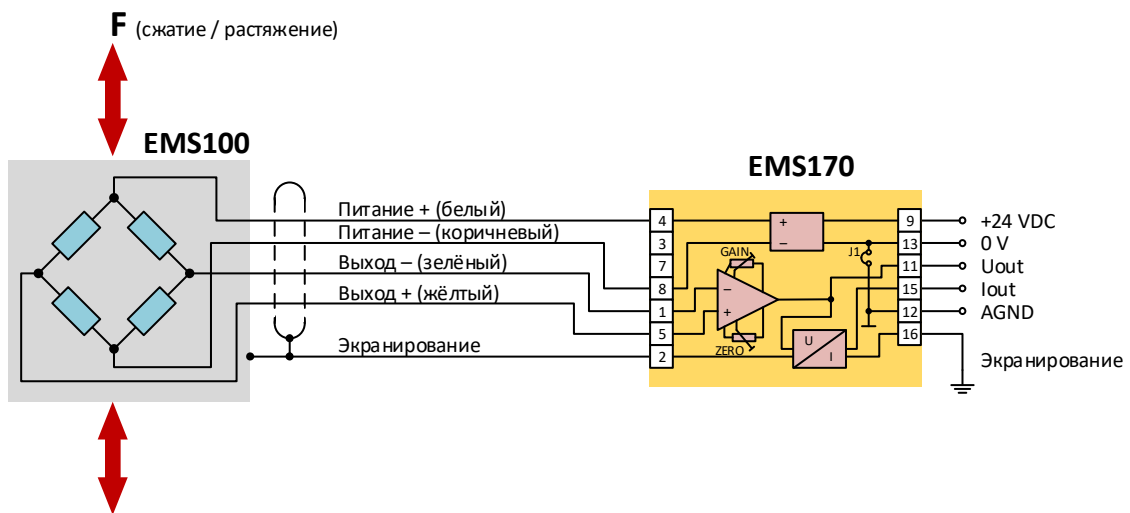 F (сжатие / растяжение)
EMS100
EMS170
Питание + (белый)
Питание – (коричневый)
Выход – (зелёный)
Выход + (жёлтый)
Экранирование
4
3
7
8
1
5
2
+
–
GAIN
J1
–
+
ZERO
U
I
9
13
11
15
12
16
+24 VDC
0 V
Uout
Iout
AGND
Экранирование